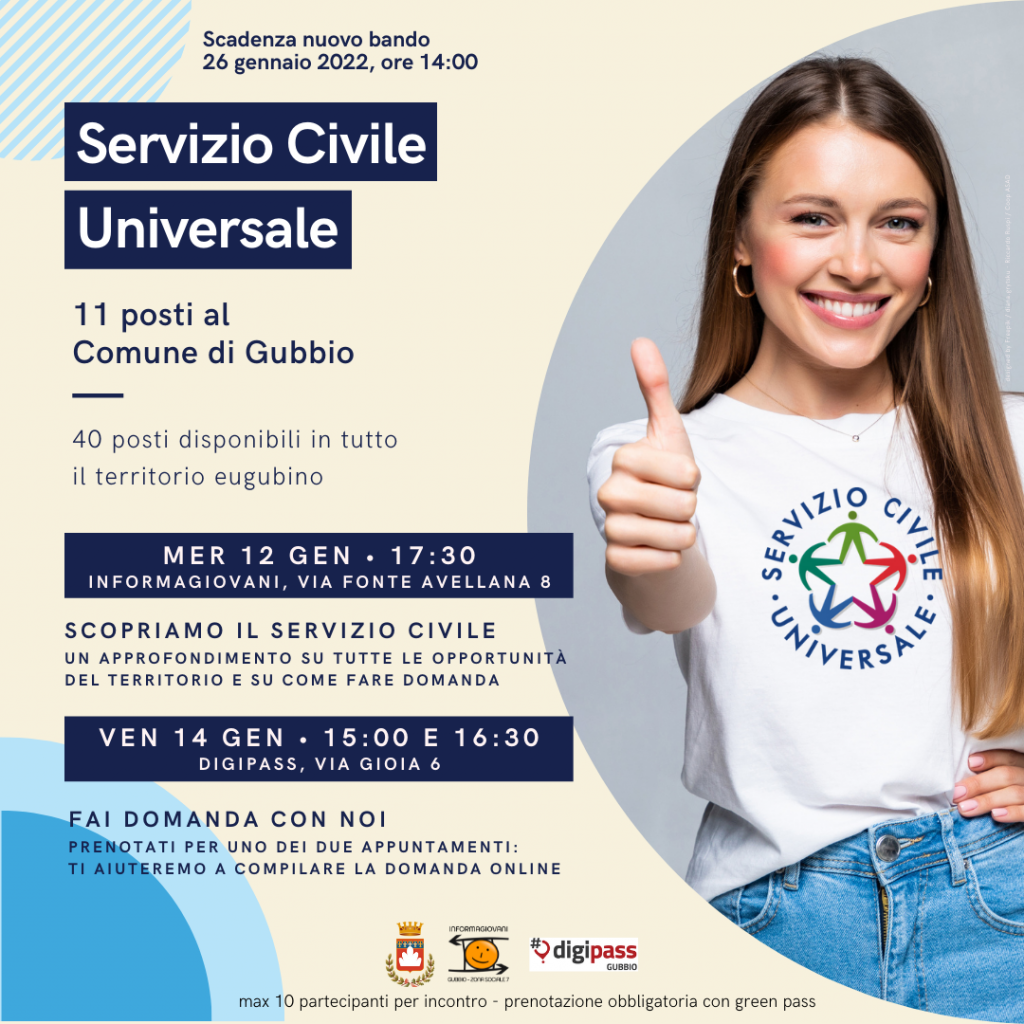 Scadenza nuovo bando
26 gennaio 2022, ore 14:00
Servizio Civile
Universale
11 posti al
Comune di Gubbio
40 posti disponibili in tutto
il territorio eugubino
MER 12 GEN • 17:30
INFORMAGIOVANI, VIA FONTE AVELLANA 8
SCOPRIAMO IL SERVIZIO CIVILE
UN APPROFONDIMENTO SU TUTTE LE OPPORTUNITÀ
DEL TERRITORIO E SU COME FARE DOMANDA
VEN 14 GEN • 15:00 E 16:30
DIGIPASS, VIA GIOIA 6
FAI DOMANDA CON NOI
PRENOTATI PER UNO DEI DUE APPUNTAMENTI:
TI AIUTEREMO A COMPILARE LA DOMANDA ONLINE
SERVIZIO CIVILE
• UNIVERSALE •
INFORMAGIOVANI
GUBBIO - ZONA SOCIALE 7
#digipass
GUBBIO
max 10 partecipanti per incontro - prenotazione obbligatoria con green pass